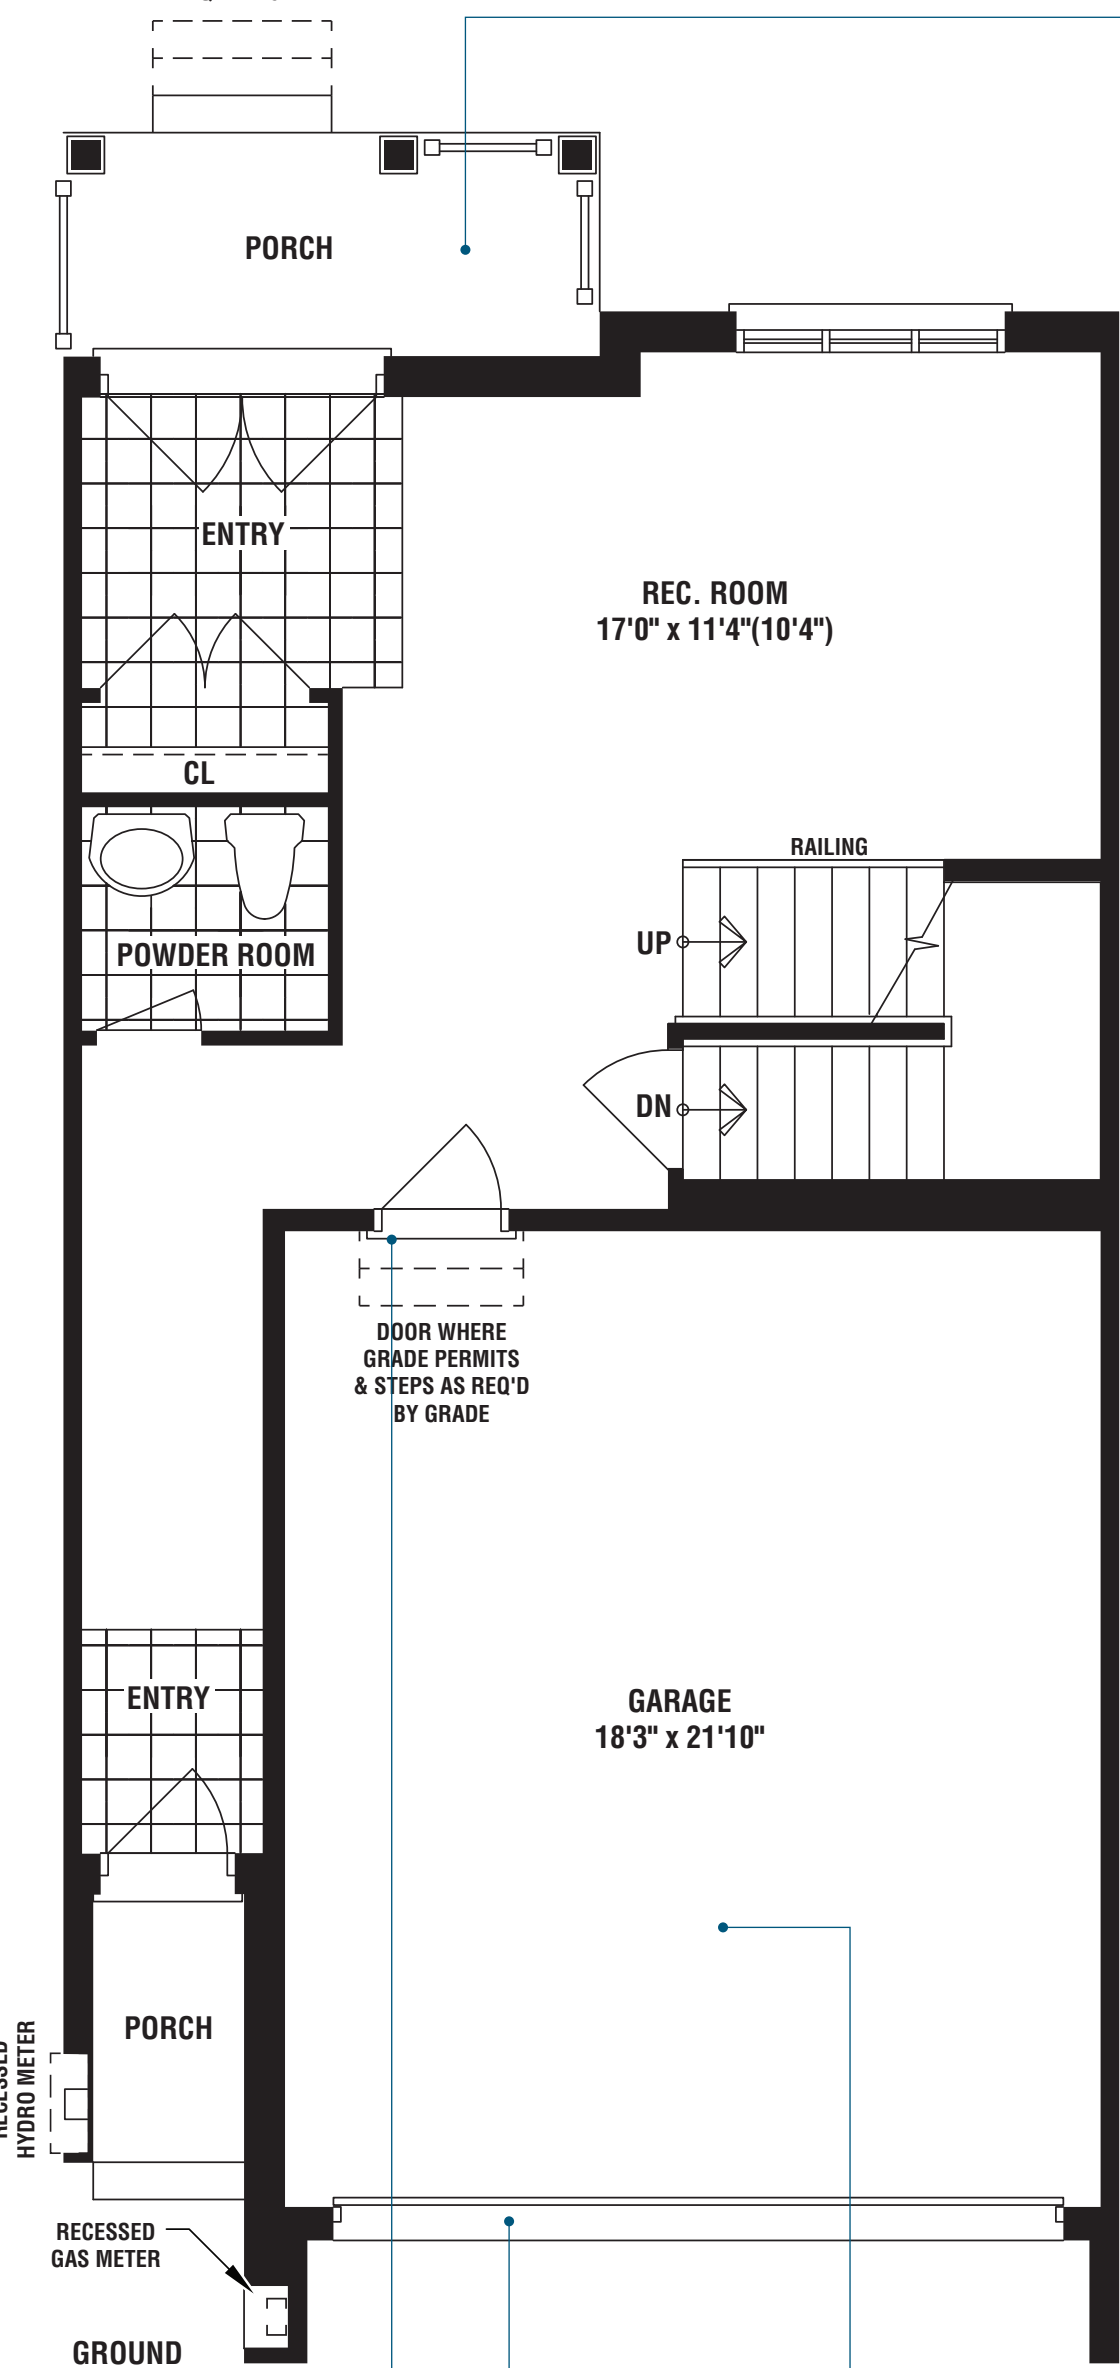 PORCH
ENTRY
REC. ROOM
17'0" x 11'4"(10'4")
CL
RAILING
POWDER ROOM
UP
DN
DOOR WHERE
GRADE PERMITS
& STEPS AS REQ'D
BY GRADE
ENTRY
GARAGE
18'3" x 21'10"
PORCH
RECESSED
HYDRO METER
RECESSED
GAS METER
GROUND